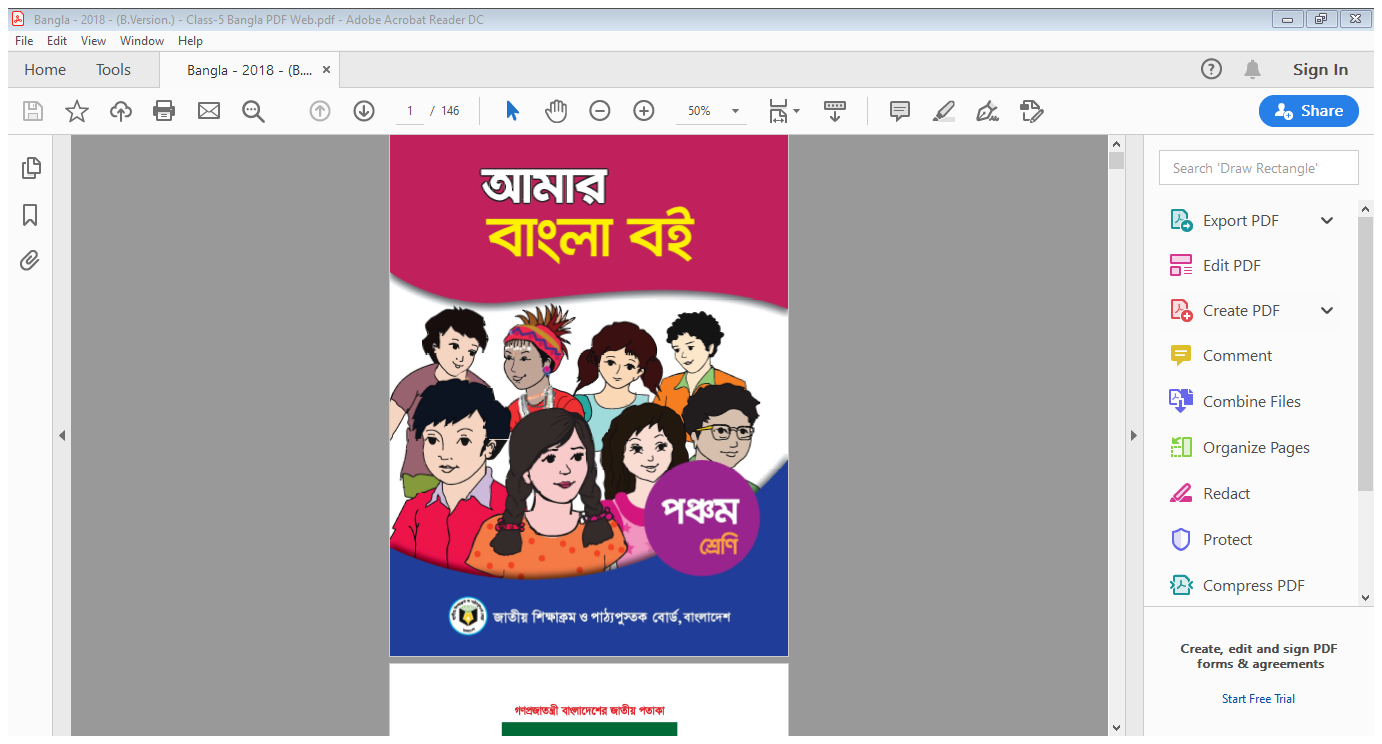 Bangla - 2018 - (B.Version.) - Class-5 Bangla PDF Web.pdf - Adobe Acrobat Reader DC
File Edit View Window Help
Home Tools Bangla - 2018 - (B.... × Sign In
1 / 146 50% Share
আমার
বাংলা বই
পঞ্চম
শ্রেণি
জাতীয় শিক্ষাক্রম ও পাঠ্যপুস্তক বোর্ড, বাংলাদেশ
গণপ্রজাতন্ত্রী বাংলাদেশের জাতীয় পতাকা
Search 'Draw Rectangle'
Export PDF
Edit PDF
Create PDF
Comment
Combine Files
Organize Pages
Redact
Protect
Compress PDF
Create, edit and sign PDF
forms & agreements
Start Free Trial